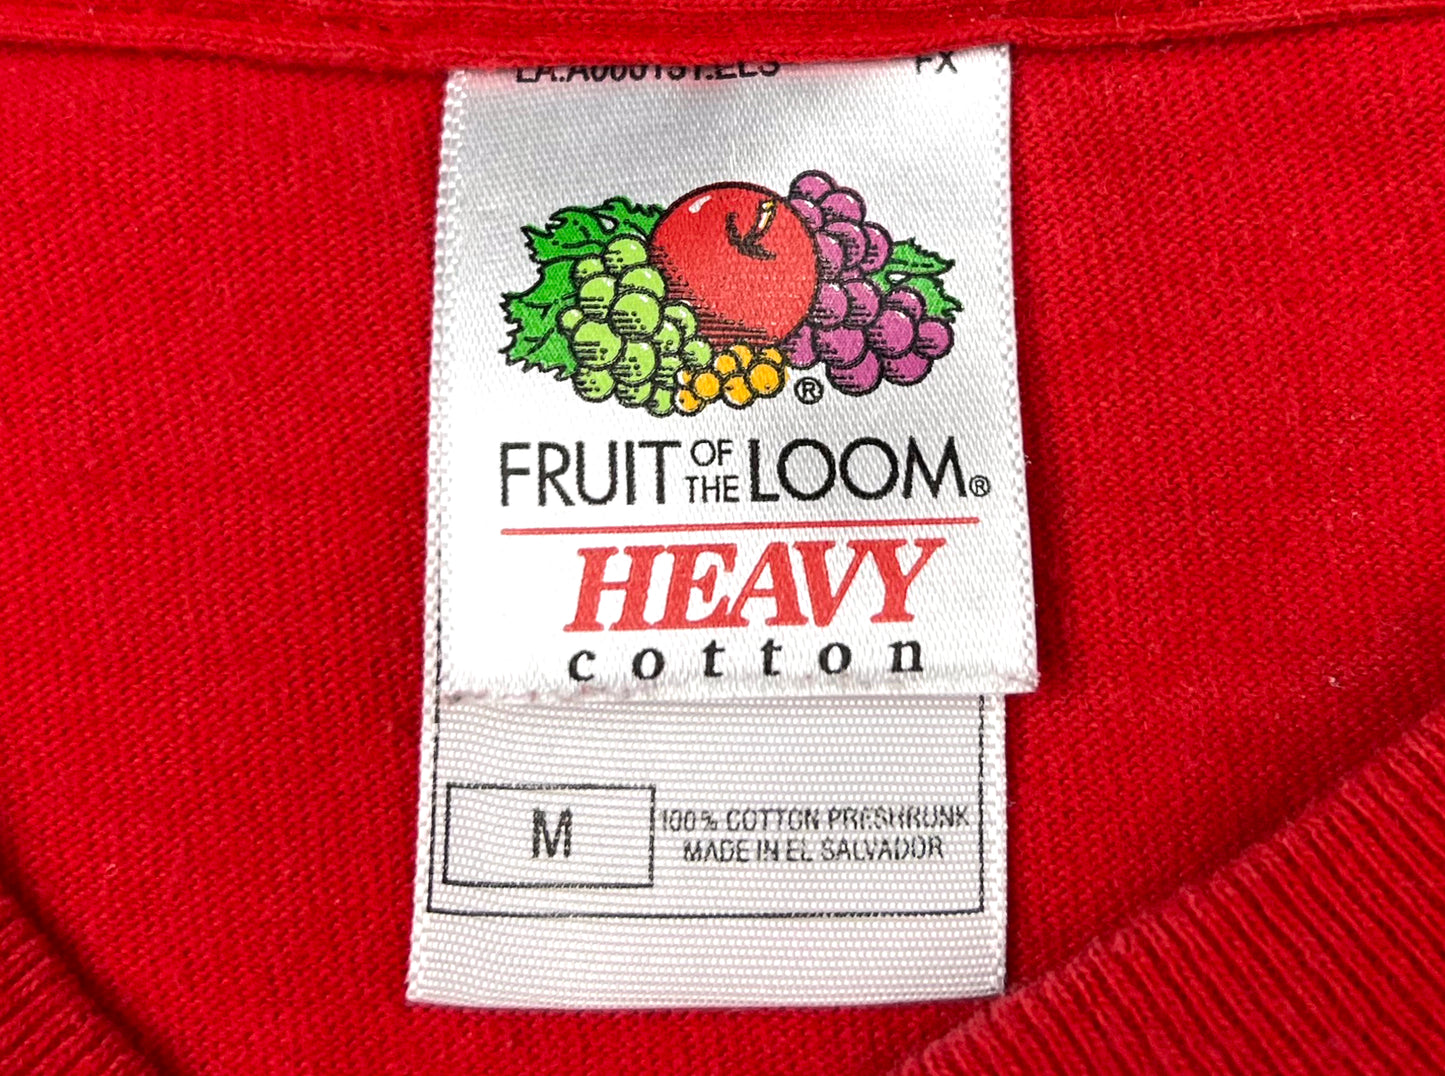 FX
®
FRUIT OF THE LOOM®
HEAVY
cotton
M
100% COTTON PRESHRUNK
MADE IN EL SALVADOR